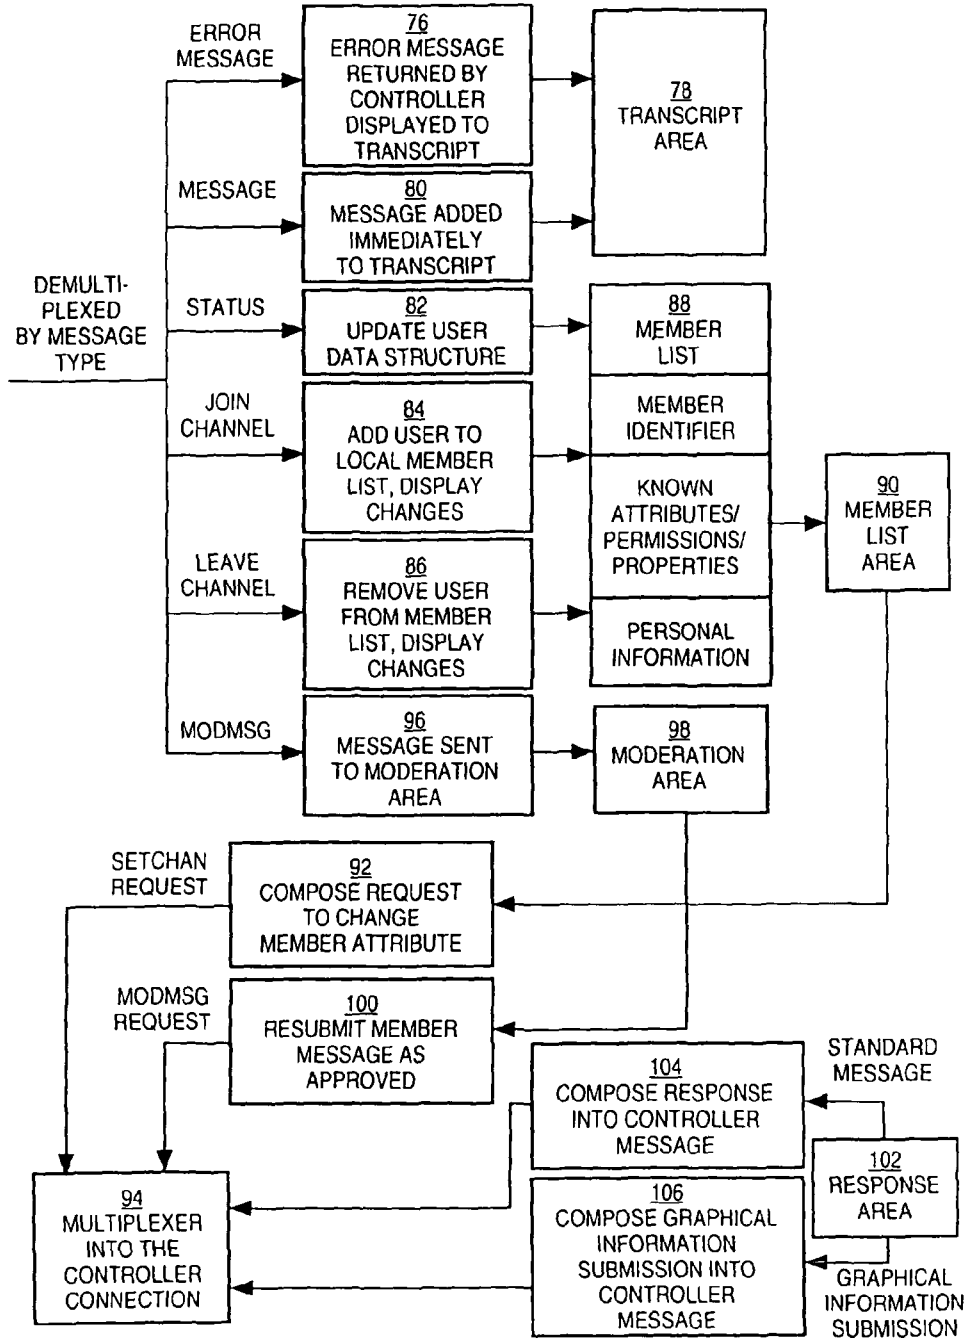 ERROR
MESSAGE
76
ERROR MESSAGE
RETURNED BY
CONTROLLER
DISPLAYED TO
TRANSCRIPT
78
TRANSCRIPT
AREA
MESSAGE
80
MESSAGE ADDED
IMMEDIATELY
TO TRANSCRIPT
DEMULTI-
PLEXED
BY MESSAGE
TYPE
STATUS
82
UPDATE USER
DATA STRUCTURE
88
MEMBER
LIST
MEMBER
IDENTIFIER
KNOWN
ATTRIBUTES/
PERMISSIONS/
PROPERTIES
PERSONAL
INFORMATION
JOIN
CHANNEL
84
ADD USER TO
LOCAL MEMBER
LIST, DISPLAY
CHANGES
90
MEMBER
LIST
AREA
LEAVE
CHANNEL
86
REMOVE USER
FROM MEMBER
LIST, DISPLAY
CHANGES
MODMSG
96
MESSAGE SENT
TO MODERATION
AREA
98
MODERATION
AREA
SETCHAN
REQUEST
92
COMPOSE REQUEST
TO CHANGE
MEMBER ATTRIBUTE
MODMSG
REQUEST
100
RESUBMIT MEMBER
MESSAGE AS
APPROVED
104
COMPOSE RESPONSE
INTO CONTROLLER
MESSAGE
STANDARD
MESSAGE
102
RESPONSE
AREA
94
MULTIPLEXER
INTO THE
CONTROLLER
CONNECTION
106
COMPOSE GRAPHICAL
INFORMATION
SUBMISSION INTO
CONTROLLER
MESSAGE
GRAPHICAL
INFORMATION
SUBMISSION